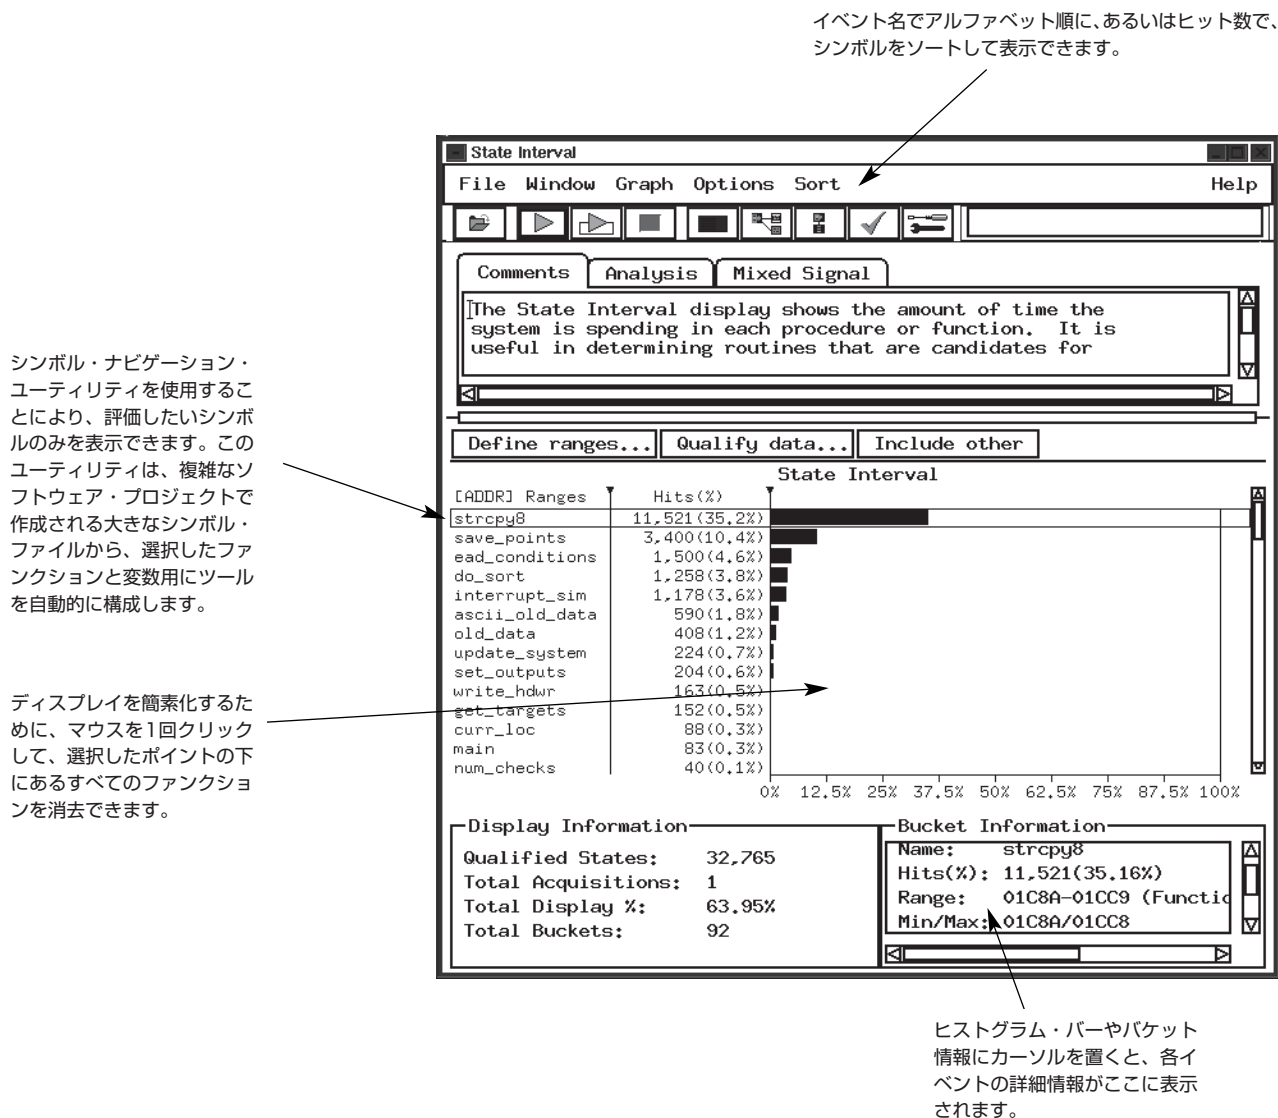 イベント名でアルファベット順に、あるいはヒット数で、
シンボルをソートして表示できます。
State Interval
File Window Graph Options Sort Help
Comments Analysis Mixed Signal
The State Interval display shows the amount of time the
system is spending in each procedure or function. It is
useful in determining routines that are candidates for
シンボル・ナビゲーション・
ユーティリティを使用するこ
とにより、評価したいシンボ
ルのみを表示できます。この
ユーティリティは、複雑なソ
フトウェア・プロジェクトで
作成される大きなシンボル・
ファイルから、選択したファ
ンクションと変数用にツール
を自動的に構成します。
Define ranges... Qualify data... Include other
State Interval
[ADDR] Ranges Hits(%)
strcpy8 11,521(35.2%)
save_points 3,400(10.4%)
ead_conditions 1,500(4.6%)
do_sort 1,258(3.8%)
interrupt_sim 1,178(3.6%)
ascii_old_data 590(1.8%)
old_data 408(1.2%)
update_system 224(0.7%)
set_outputs 204(0.6%)
write_hdwr 163(0.5%)
get_targets 152(0.5%)
curr_loc 88(0.3%)
main 83(0.3%)
num_checks 40(0.1%)
0% 12.5% 25% 37.5% 50% 62.5% 75% 87.5% 100%
ディスプレイを簡素化するた
めに、マウスを1回クリック
して、選択したポイントの下
にあるすべてのファンクショ
ンを消去できます。
Display Information
Qualified States: 32,765
Total Acquisitions: 1
Total Display %: 63.95%
Total Buckets: 92
Bucket Information
Name: strcpy8
Hits(%): 11,521(35.16%)
Range: 01C8A-01CC9 (Functio
Min/Max: 01C8A/01CC8
ヒストグラム・バーやバケット
情報にカーソルを置くと、各イ
ベントの詳細情報がここに表示
されます。